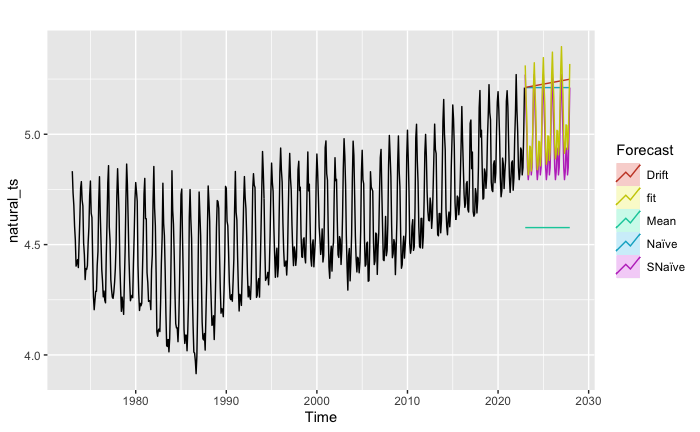 natural_ts
5.0
4.5
4.0
1980
1990
2000
2010
2020
2030
Time
Forecast
Drift
fit
Mean
Naïve
SNaïve